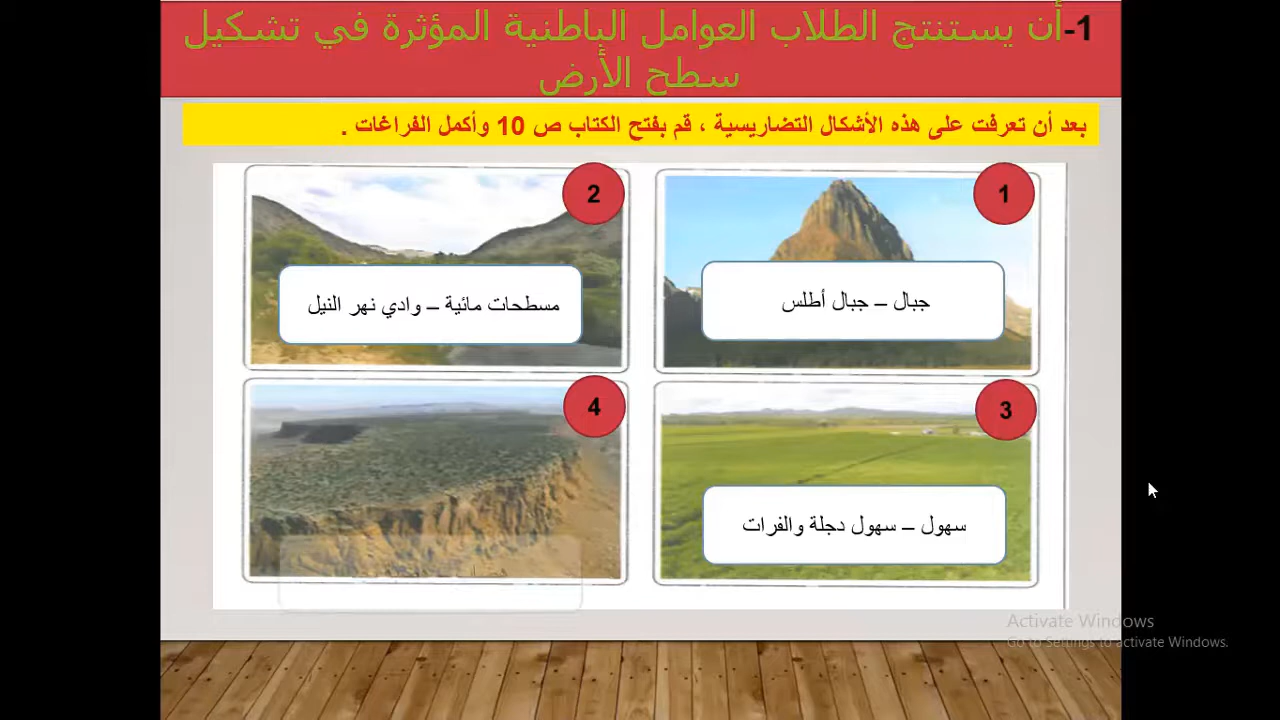 1-أن يستنتج الطلاب العوامل الباطنية المؤثرة في تشكيل
سطح الأرض
بعد أن تعرفت على هذه الأشكال التضاريسية ، قم بفتح الكتاب ص 10 وأكمل الفراغات .
1
جبال – جبال أطلس
2
مسطحات مائية – وادي نهر النيل
3
سهول – سهول دجلة والفرات
4
Activate Windows
Go to Settings to activate Windows.